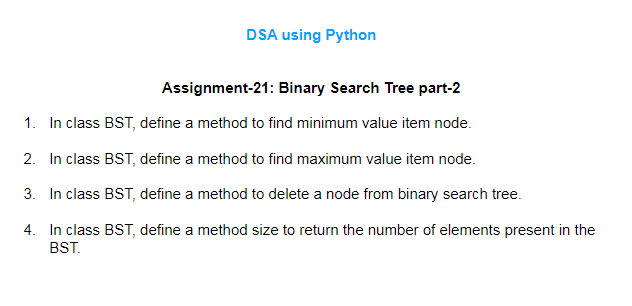 DSA using Python
Assignment-21: Binary Search Tree part-2
1. In class BST, define a method to find minimum value item node.
2. In class BST, define a method to find maximum value item node.
3. In class BST, define a method to delete a node from binary search tree.
4. In class BST, define a method size to return the number of elements present in the
BST.